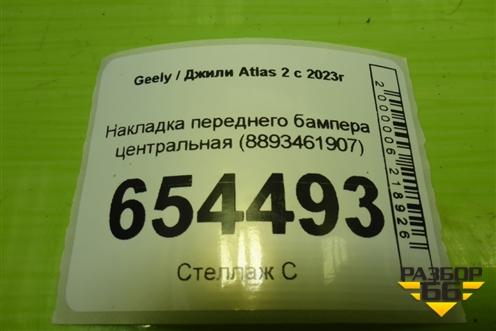 Geely / Джили Atlas 2 с 2023г
Накладка переднего бампера
центральная (8893461907)
654493
Стеллаж С
2000006218926
РАЗБОР
66